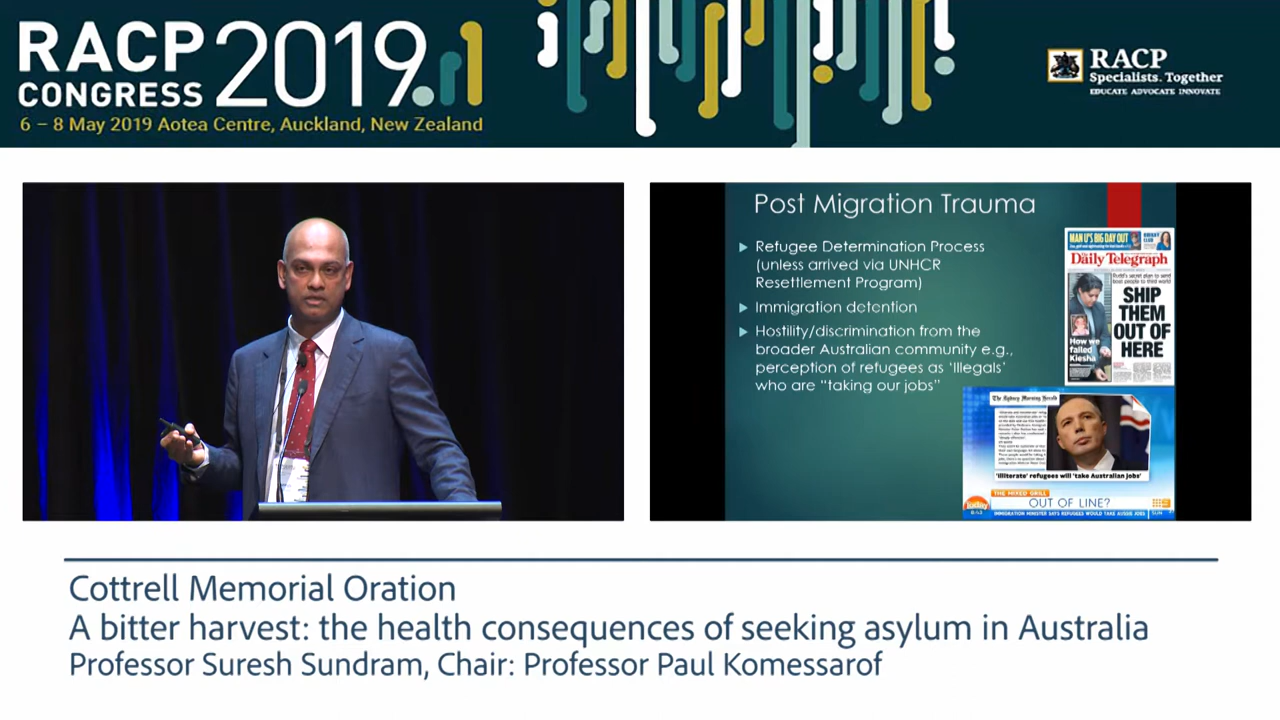 RACP
CONGRESS
2019
6 – 8 May 2019 Aotea Centre, Auckland, New Zealand
RACP
Specialists. Together
EDUCATE ADVOCATE INNOVATE
Post Migration Trauma
Refugee Determination Process
(unless arrived via UNHCR
Resettlement Program)
Immigration detention
Hostility/discrimination from the
broader Australian community e.g.,
perception of refugees as ‘Illegals’
who are “taking our jobs”
MAN U'S BIG DAY OUT
Daily Telegraph
SHIP
THEM
OUT OF
HERE
How we
failed
Kiesha
The Sydney Morning Herald
'Illiterate' refugees will 'take Australian jobs'
THE MIXED GRILL
OUT OF LINE?
IMMIGRATION MINISTER SAYS REFUGEES WOULD TAKE AUSSIE JOBS
Cottrell Memorial Oration
A bitter harvest: the health consequences of seeking asylum in Australia
Professor Suresh Sundram, Chair: Professor Paul Komessarof